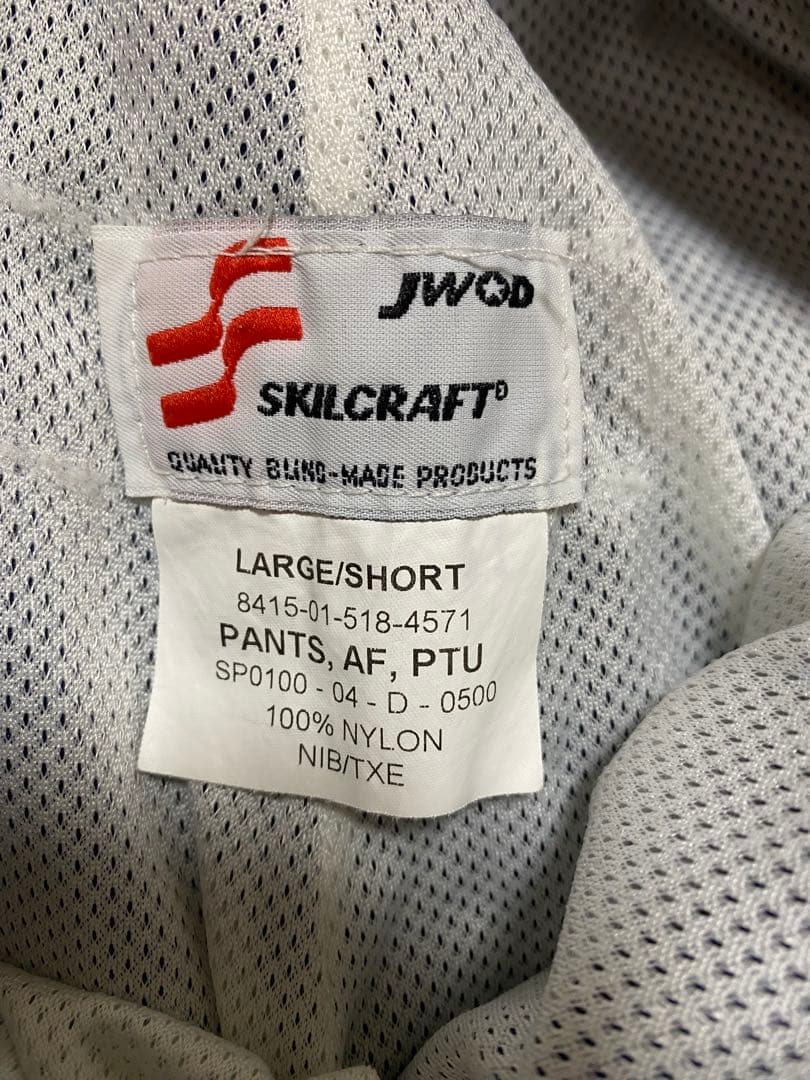 JWOD
SKILCRAFT®
QUALITY BLIND-MADE PRODUCTS
LARGE/SHORT
8415-01-518-4571
PANTS, AF, PTU
SP0100 - 04 - D - 0500
100% NYLON
NIB/TXE